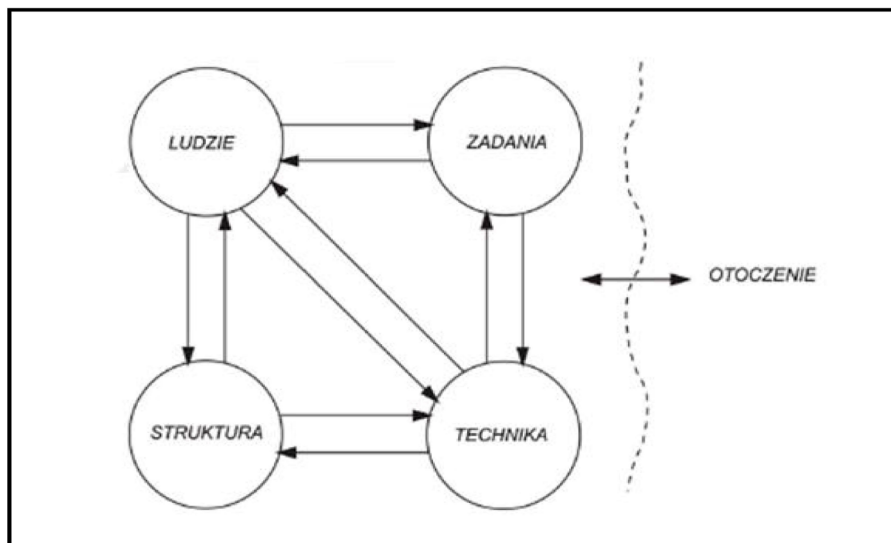 LUDZIE
ZADANIA
OTOCZENIE
STRUKTURA
TECHNIKA